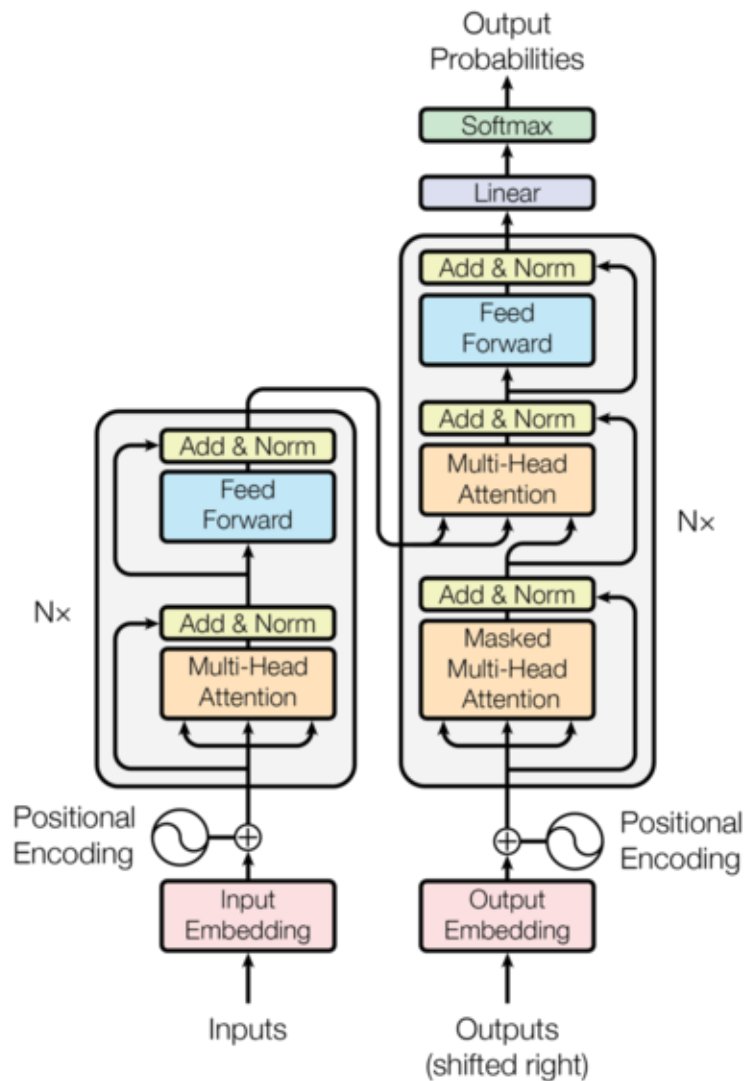 Output
Probabilities
Softmax
Linear
Add & Norm
Feed
Forward
Add & Norm
Multi-Head
Attention
Add & Norm
Masked
Multi-Head
Attention
Nx
Add & Norm
Feed
Forward
Add & Norm
Multi-Head
Attention
Nx
Positional
Encoding
Positional
Encoding
Input
Embedding
Output
Embedding
Inputs
Outputs
(shifted right)